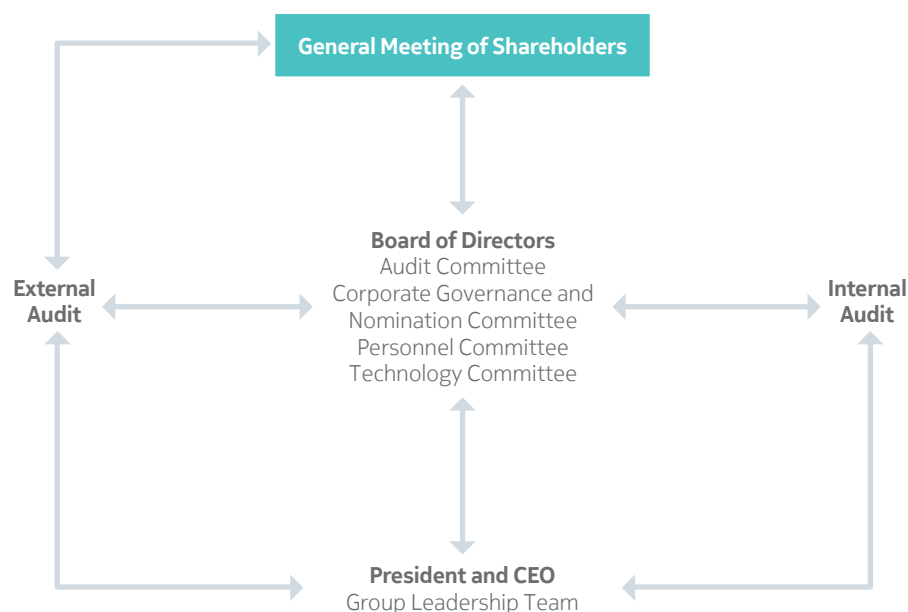 General Meeting of Shareholders
Board of Directors
Audit Committee
Corporate Governance and
Nomination Committee
Personnel Committee
Technology Committee
External
Audit
Internal
Audit
President and CEO
Group Leadership Team